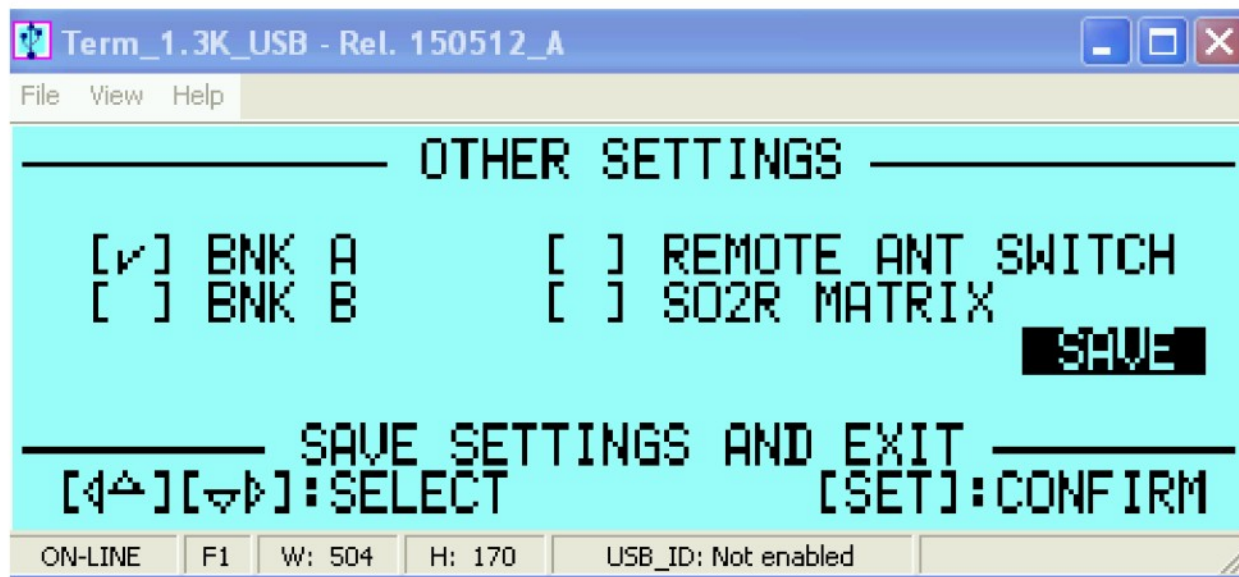 Term_1.3K_USB - Rel. 150512_A
File View Help
OTHER SETTINGS
[✓] BNK A [ ] REMOTE ANT SWITCH
[ ] BNK B [ ] SO2R MATRIX
SAVE
SAVE SETTINGS AND EXIT
[◁△][▽▷]:SELECT [SET]:CONFIRM
ON-LINE F1 W: 504 H: 170 USB_ID: Not enabled